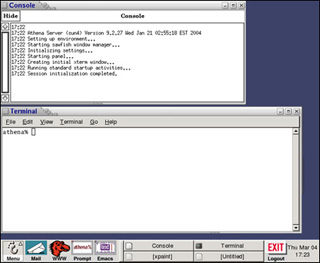 Console
Hide
Console
17:22
17:22 Athena Server (sun4) Version 9.2.27 Wed Jan 21 02:55:18 EST 2004
17:22 Setting up environment...
17:22 Starting sawfish window manager...
17:22 Initializing settings...
17:22 Starting panel...
17:22 Creating initial xterm window...
17:22 Running standard startup activities...
17:22 Session initialization completed.
Terminal
File Edit View Terminal Go Help
athena%
Menu
Mail
WWW
athena%
Prompt
Emacs
Console
Terminal
[xpaint]
[Untitled]
EXIT
Logout
Thu Mar 04
17:23